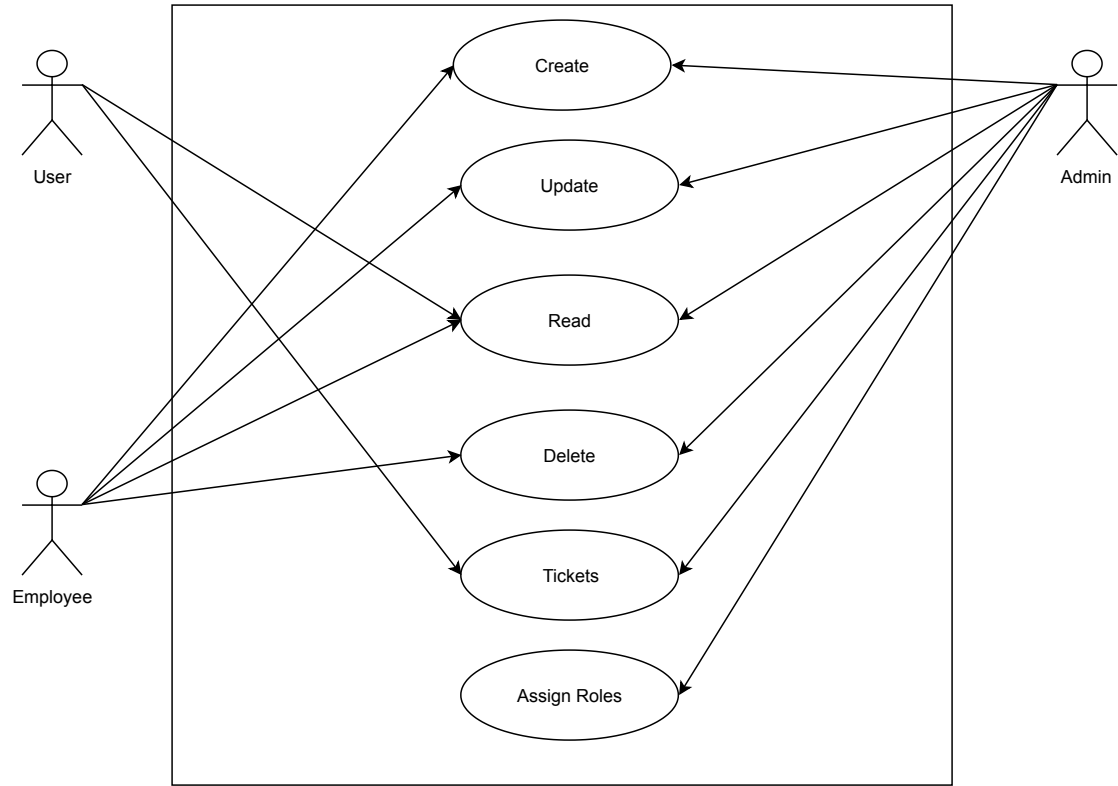 Create
User
Update
Admin
Read
Delete
Employee
Tickets
Assign Roles